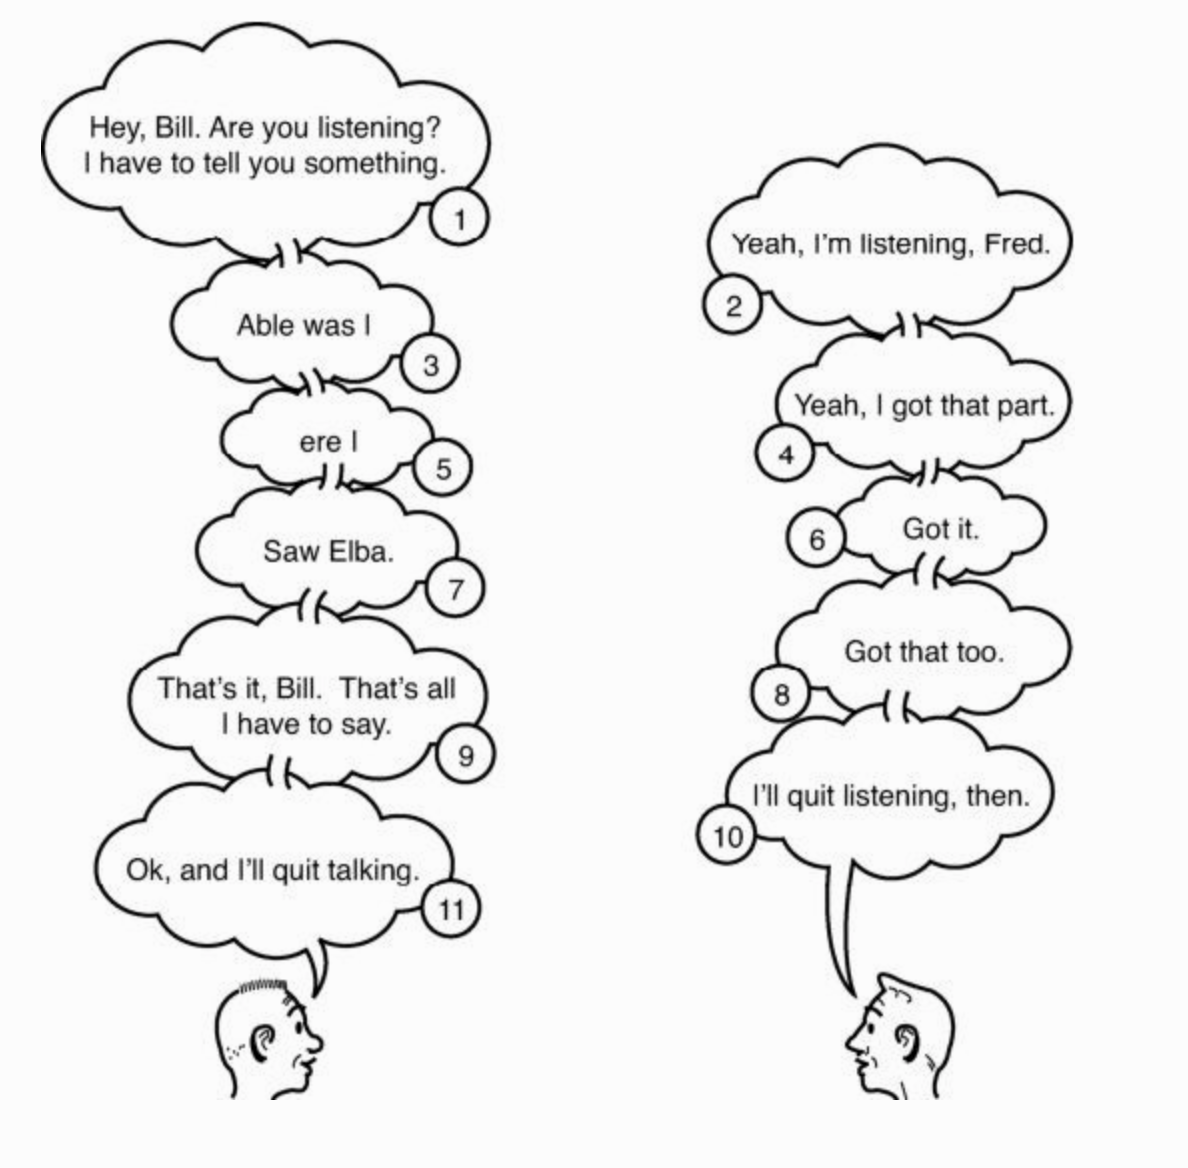 Hey, Bill. Are you listening?
I have to tell you something.
1
Yeah, I'm listening, Fred.
2
Able was I
3
Yeah, I got that part.
4
ere I
5
Got it.
6
Saw Elba.
7
Got that too.
8
That's it, Bill. That's all
I have to say.
9
I'll quit listening, then.
10
Ok, and I'll quit talking.
11